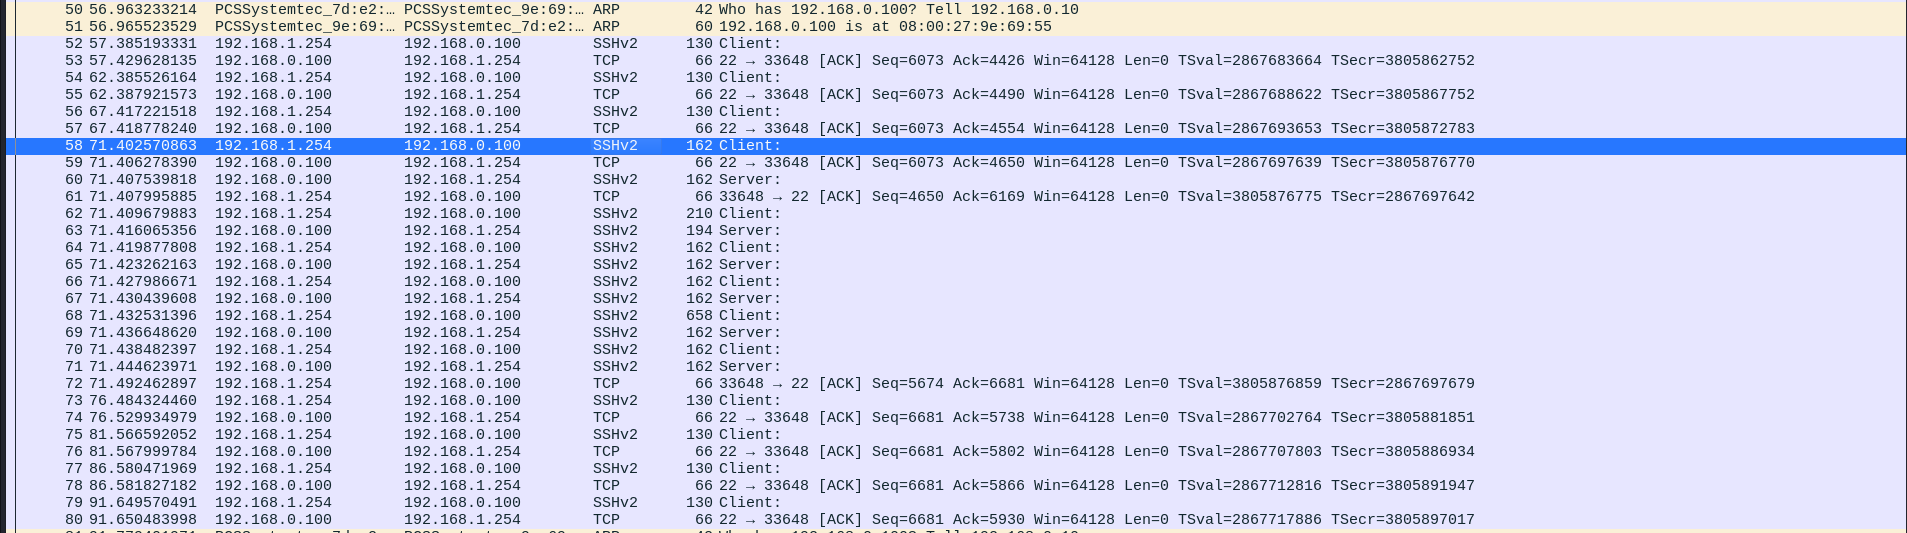 50 56.963233214 PCSSystemtec_7d:e2:… PCSSystemtec_9e:69:… ARP 42 Who has 192.168.0.100? Tell 192.168.0.10
51 56.965523529 PCSSystemtec_9e:69:… PCSSystemtec_7d:e2:… ARP 60 192.168.0.100 is at 08:00:27:9e:69:55
52 57.385193331 192.168.1.254 192.168.0.100 SSHv2 130 Client:
53 57.429628135 192.168.0.100 192.168.1.254 TCP 66 22 → 33648 [ACK] Seq=6073 Ack=4426 Win=64128 Len=0 TSval=2867683664 TSecr=3805862752
54 62.385526164 192.168.1.254 192.168.0.100 SSHv2 130 Client:
55 62.387921573 192.168.0.100 192.168.1.254 TCP 66 22 → 33648 [ACK] Seq=6073 Ack=4490 Win=64128 Len=0 TSval=2867688622 TSecr=3805867752
56 67.417221518 192.168.1.254 192.168.0.100 SSHv2 130 Client:
57 67.418778240 192.168.0.100 192.168.1.254 TCP 66 22 → 33648 [ACK] Seq=6073 Ack=4554 Win=64128 Len=0 TSval=2867693653 TSecr=3805872783
58 71.402570863 192.168.1.254 192.168.0.100 SSHv2 162 Client:
59 71.406278390 192.168.0.100 192.168.1.254 TCP 66 22 → 33648 [ACK] Seq=6073 Ack=4650 Win=64128 Len=0 TSval=2867697639 TSecr=3805876770
60 71.407539818 192.168.0.100 192.168.1.254 SSHv2 162 Server:
61 71.407995885 192.168.1.254 192.168.0.100 TCP 66 33648 → 22 [ACK] Seq=4650 Ack=6169 Win=64128 Len=0 TSval=3805876775 TSecr=2867697642
62 71.409679883 192.168.1.254 192.168.0.100 SSHv2 210 Client:
63 71.416065356 192.168.0.100 192.168.1.254 SSHv2 194 Server:
64 71.419877808 192.168.1.254 192.168.0.100 SSHv2 162 Client:
65 71.423262163 192.168.0.100 192.168.1.254 SSHv2 162 Server:
66 71.427986671 192.168.1.254 192.168.0.100 SSHv2 162 Client:
67 71.430439608 192.168.0.100 192.168.1.254 SSHv2 162 Server:
68 71.432531396 192.168.1.254 192.168.0.100 SSHv2 658 Client:
69 71.436648620 192.168.0.100 192.168.1.254 SSHv2 162 Server:
70 71.438482397 192.168.1.254 192.168.0.100 SSHv2 162 Client:
71 71.444623971 192.168.0.100 192.168.1.254 SSHv2 162 Server:
72 71.492462897 192.168.1.254 192.168.0.100 TCP 66 33648 → 22 [ACK] Seq=5674 Ack=6681 Win=64128 Len=0 TSval=3805876859 TSecr=2867697679
73 76.484324460 192.168.1.254 192.168.0.100 SSHv2 130 Client:
74 76.529934979 192.168.0.100 192.168.1.254 TCP 66 22 → 33648 [ACK] Seq=6681 Ack=5738 Win=64128 Len=0 TSval=2867702764 TSecr=3805881851
75 81.566592052 192.168.1.254 192.168.0.100 SSHv2 130 Client:
76 81.567999784 192.168.0.100 192.168.1.254 TCP 66 22 → 33648 [ACK] Seq=6681 Ack=5802 Win=64128 Len=0 TSval=2867707803 TSecr=3805886934
77 86.580471969 192.168.1.254 192.168.0.100 SSHv2 130 Client:
78 86.581827182 192.168.0.100 192.168.1.254 TCP 66 22 → 33648 [ACK] Seq=6681 Ack=5866 Win=64128 Len=0 TSval=2867712816 TSecr=3805891947
79 91.649570491 192.168.1.254 192.168.0.100 SSHv2 130 Client:
80 91.650483998 192.168.0.100 192.168.1.254 TCP 66 22 → 33648 [ACK] Seq=6681 Ack=5930 Win=64128 Len=0 TSval=2867717886 TSecr=3805897017